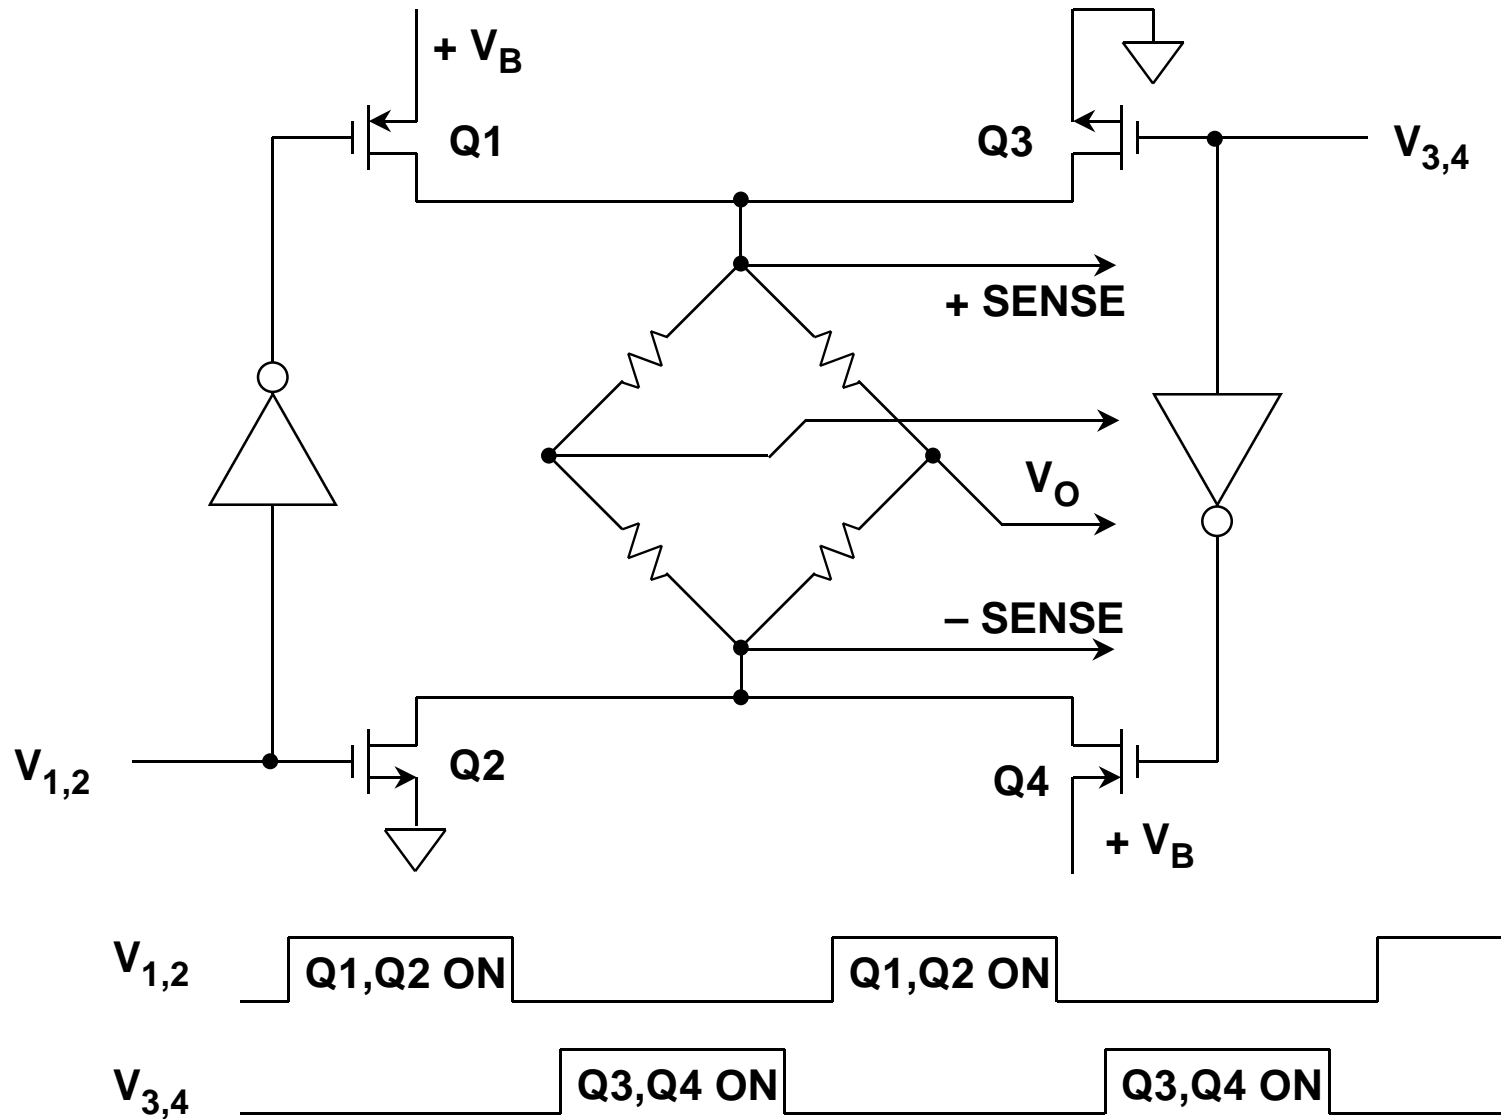 + V_B
Q1
Q3
V_3,4
+ SENSE
V_O
– SENSE
V_1,2
Q2
Q4
+ V_B
V_1,2
Q1,Q2 ON
Q1,Q2 ON
V_3,4
Q3,Q4 ON
Q3,Q4 ON